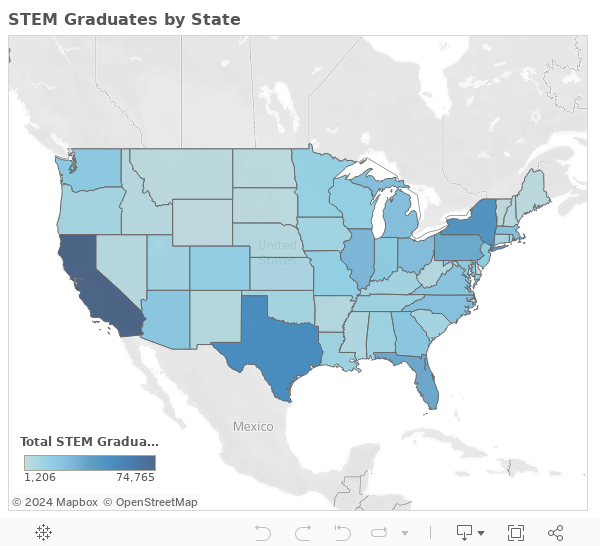 STEM Graduates by State
United
States
Mexico
Total STEM Gradua...
1,206 74,765
© 2024 Mapbox © OpenStreetMap